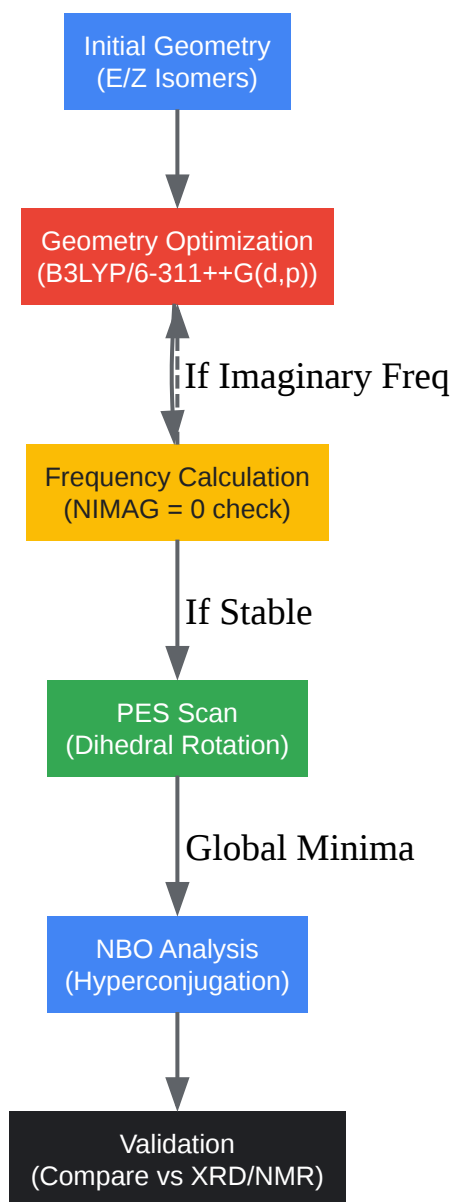 Initial Geometry
(E/Z Isomers)
Geometry Optimization
(B3LYP/6-311++G(d,p))
If Imaginary Freq
Frequency Calculation
(NIMAG = 0 check)
If Stable
PES Scan
(Dihedral Rotation)
Global Minima
NBO Analysis
(Hyperconjugation)
Validation
(Compare vs XRD/NMR)